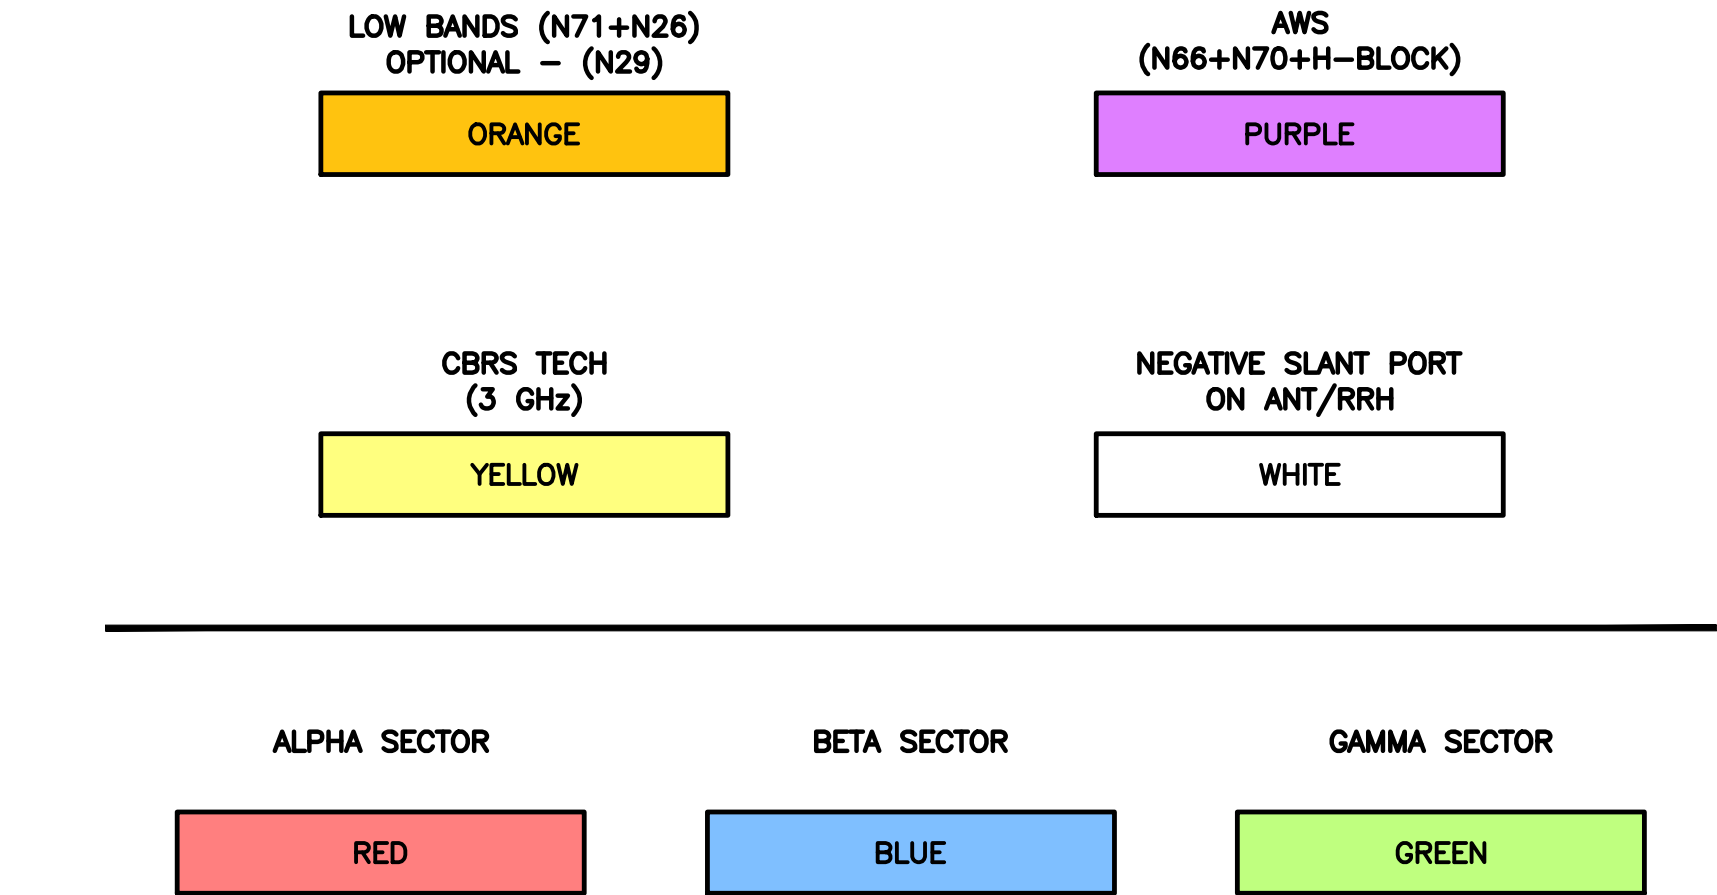 LOW BANDS (N71+N26)
OPTIONAL - (N29)
ORANGE
AWS
(N66+N70+H-BLOCK)
PURPLE
CBRS TECH
(3 GHz)
YELLOW
NEGATIVE SLANT PORT
ON ANT/RRH
WHITE
ALPHA SECTOR
RED
BETA SECTOR
BLUE
GAMMA SECTOR
GREEN